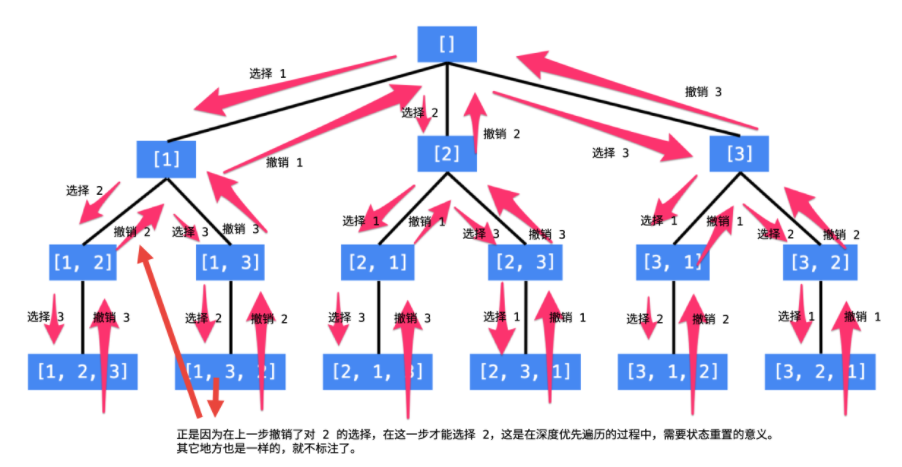 []
选择 1
撤销 3
选择 2
撤销 2
撤销 1
选择 3
[1]
[2]
[3]
选择 2
撤销 2
选择 3
撤销 3
选择 1
撤销 1
选择 3
撤销 3
选择 1
撤销 1
选择 2
撤销 2
[1, 2]
[1, 3]
[2, 1]
[2, 3]
[3, 1]
[3, 2]
选择 3
撤销 3
选择 2
撤销 2
选择 3
撤销 3
选择 1
撤销 1
选择 2
撤销 2
选择 1
撤销 1
[1, 2, 3]
[1, 3, 2]
[2, 1, 3]
[2, 3, 1]
[3, 1, 2]
[3, 2, 1]
正是因为在上一步撤销了对 2 的选择，在这一步才能选择 2，这是在深度优先遍历的过程中，需要状态重置的意义。
其它地方也是一样的，就不标注了。